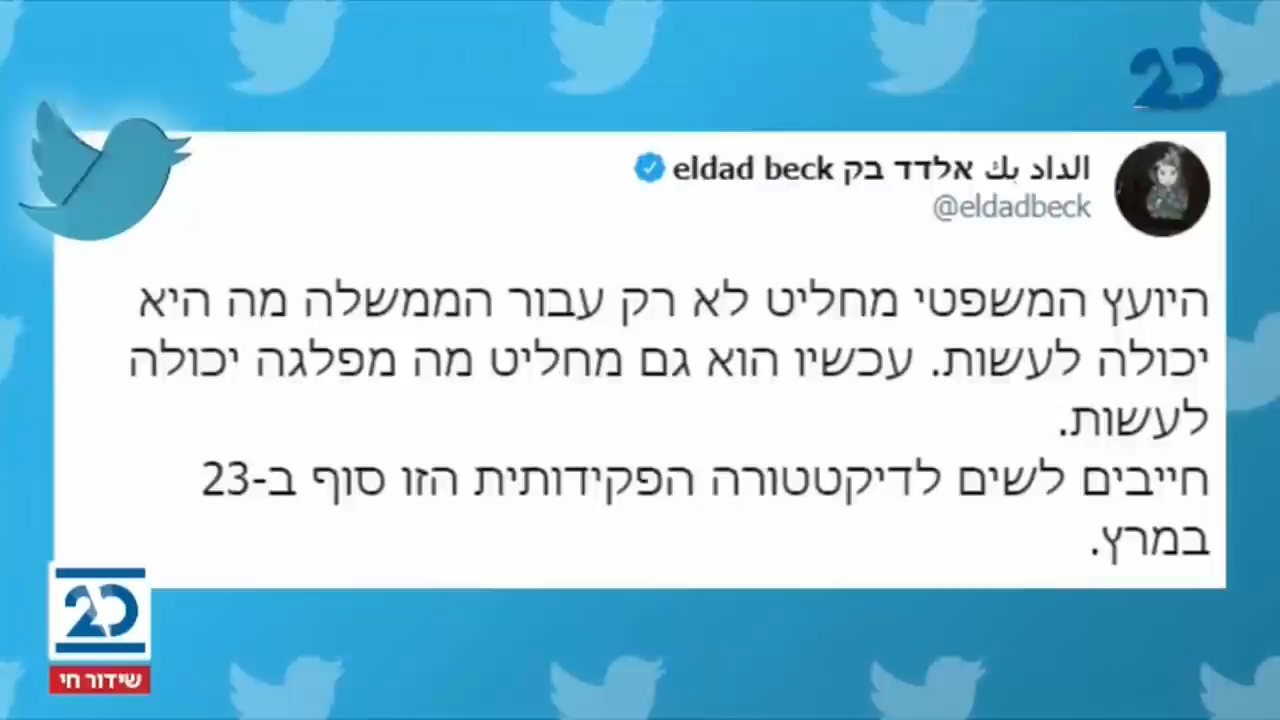 20
الداد بك אלדד בק eldad beck
@eldadbeck
היועץ המשפטי מחליט לא רק עבור הממשלה מה היא
יכולה לעשות. עכשיו הוא גם מחליט מה מפלגה יכולה
לעשות.
חייבים לשים לדיקטטורה הפקידותית הזו סוף ב-23
במרץ.
20
שידור חי